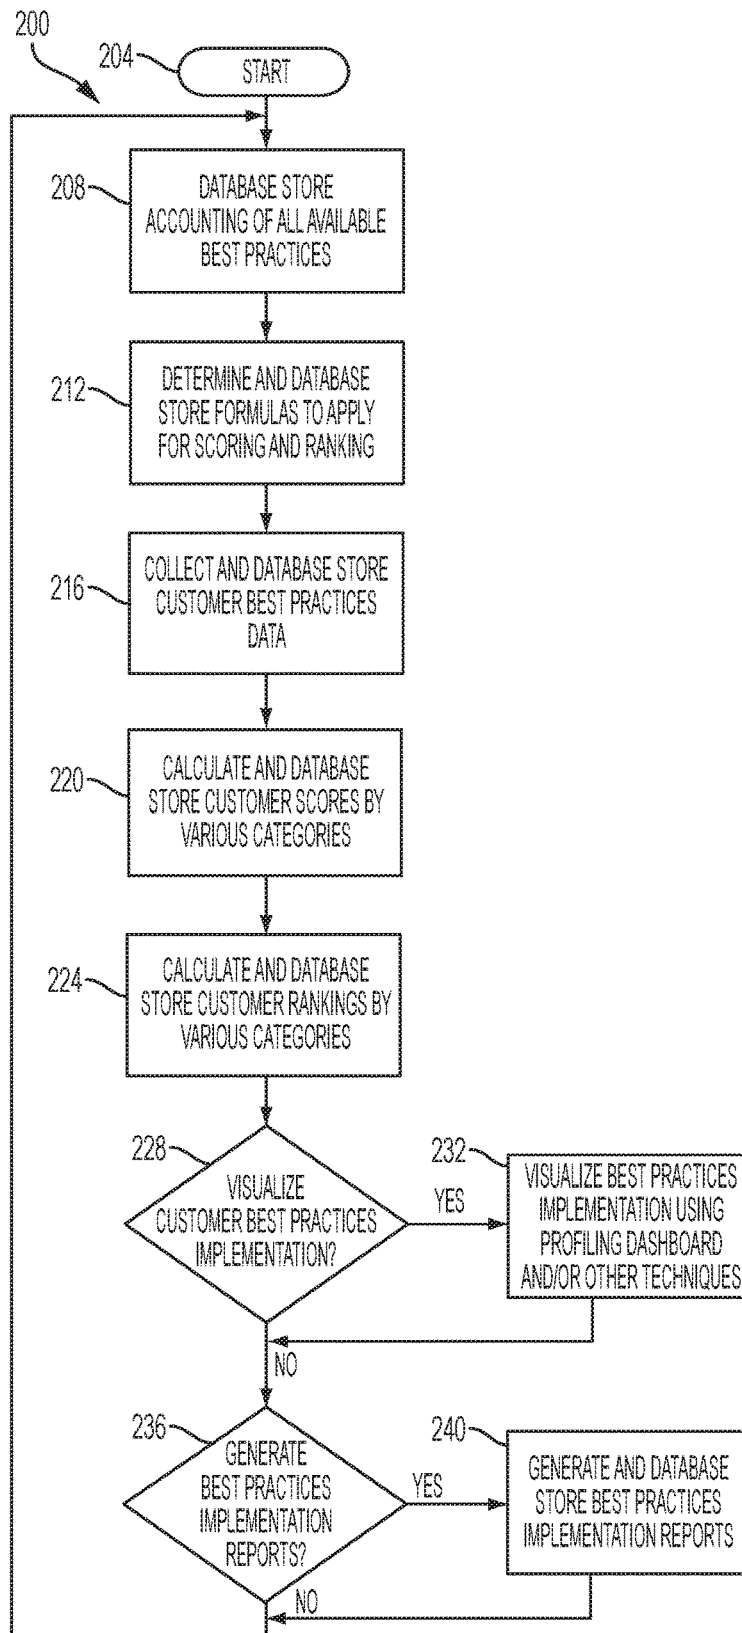 200
204
START
208
DATABASE STORE
ACCOUNTING OF ALL AVAILABLE
BEST PRACTICES
212
DETERMINE AND DATABASE
STORE FORMULAS TO APPLY
FOR SCORING AND RANKING
216
COLLECT AND DATABASE STORE
CUSTOMER BEST PRACTICES
DATA
220
CALCULATE AND DATABASE
STORE CUSTOMER SCORES BY
VARIOUS CATEGORIES
224
CALCULATE AND DATABASE
STORE CUSTOMER RANKINGS BY
VARIOUS CATEGORIES
228
VISUALIZE
CUSTOMER BEST PRACTICES
IMPLEMENTATION?
YES
232
VISUALIZE BEST PRACTICES
IMPLEMENTATION USING
PROFILING DASHBOARD
AND/OR OTHER TECHNIQUES
NO
236
GENERATE
BEST PRACTICES
IMPLEMENTATION
REPORTS?
YES
240
GENERATE AND DATABASE
STORE BEST PRACTICES
IMPLEMENTATION REPORTS
NO